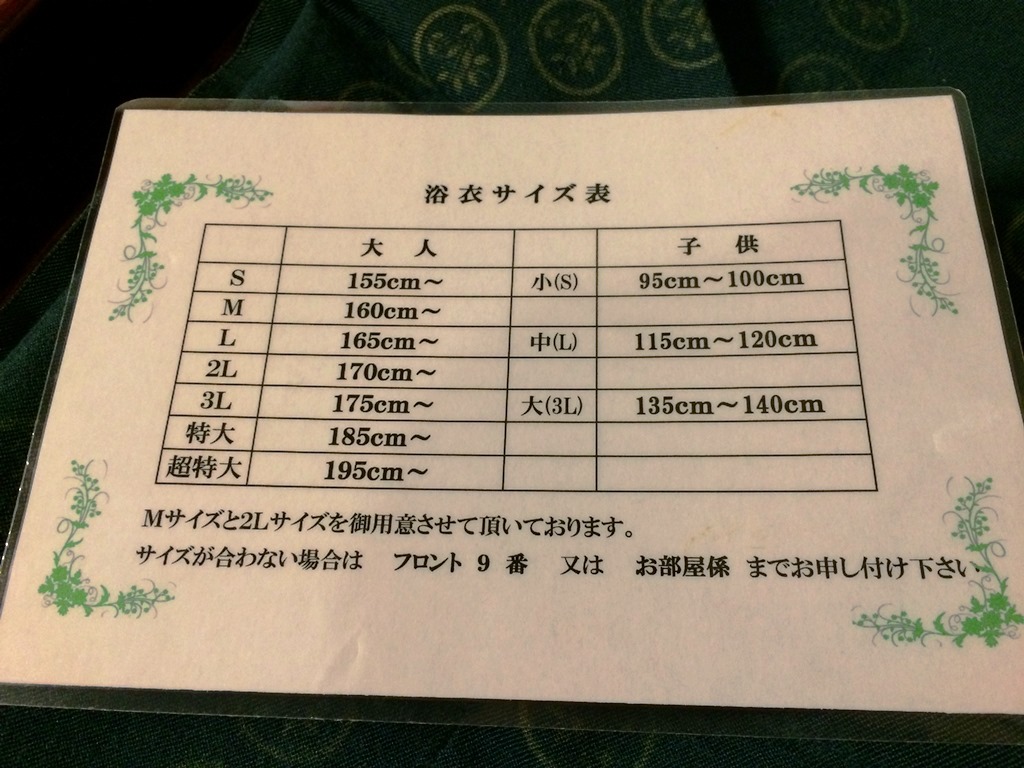 浴衣サイズ表
大人 子供
S 155cm～ 小(S) 95cm～100cm
M 160cm～
L 165cm～ 中(L) 115cm～120cm
2L 170cm～
3L 175cm～ 大(3L) 135cm～140cm
特大 185cm～
超特大 195cm～
Mサイズと2Lサイズを御用意させて頂いております。
サイズが合わない場合は フロント 9 番 又は お部屋係 までお申し付け下さい